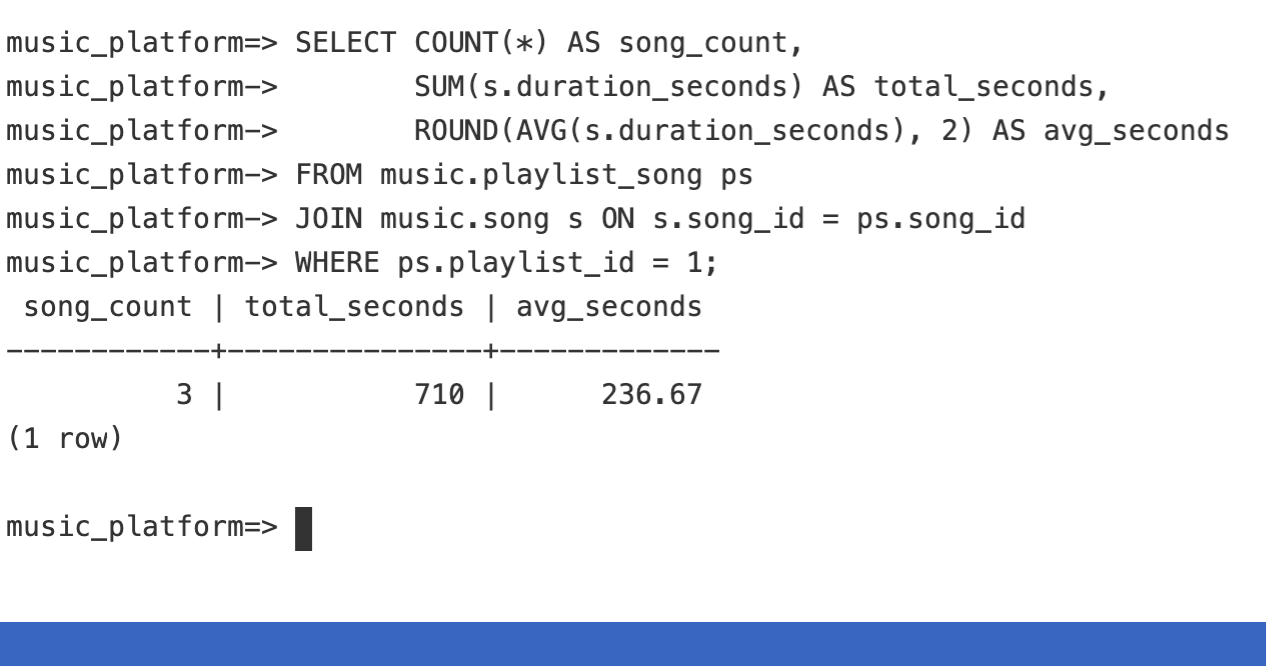 music_platform=> SELECT COUNT(*) AS song_count,
music_platform->        SUM(s.duration_seconds) AS total_seconds,
music_platform->        ROUND(AVG(s.duration_seconds), 2) AS avg_seconds
music_platform-> FROM music.playlist_song ps
music_platform-> JOIN music.song s ON s.song_id = ps.song_id
music_platform-> WHERE ps.playlist_id = 1;
 song_count | total_seconds | avg_seconds
------------+---------------+-------------
          3 |           710 |      236.67
(1 row)
music_platform=>